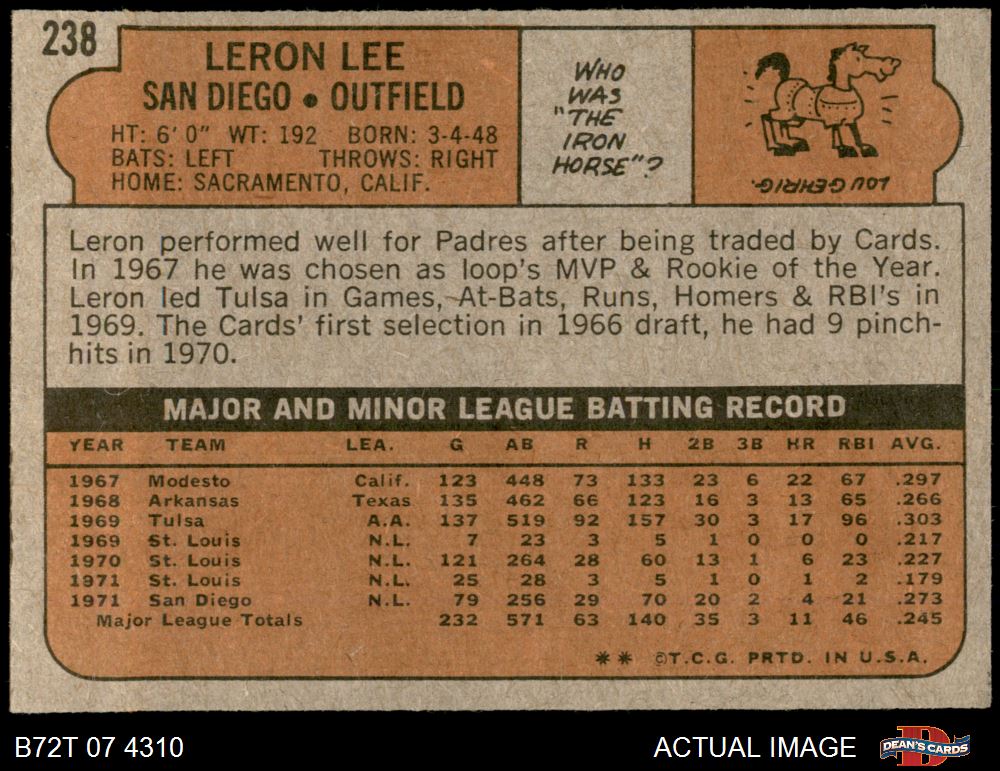 238
LERON LEE
SAN DIEGO • OUTFIELD
HT: 6' 0" WT: 192 BORN: 3-4-48
BATS: LEFT THROWS: RIGHT
HOME: SACRAMENTO, CALIF.
WHO
WAS
"THE
IRON
HORSE"?
LOU GEHRIG.
Leron performed well for Padres after being traded by Cards.
In 1967 he was chosen as loop's MVP & Rookie of the Year.
Leron led Tulsa in Games, At-Bats, Runs, Homers & RBI's in
1969. The Cards' first selection in 1966 draft, he had 9 pinch-
hits in 1970.
MAJOR AND MINOR LEAGUE BATTING RECORD
YEAR TEAM LEA. G AB R H 2B 3B HR RBI AVG.
1967 Modesto Calif. 123 448 73 133 23 6 22 67 .297
1968 Arkansas Texas 135 462 66 123 16 3 13 65 .266
1969 Tulsa A.A. 137 519 92 157 30 3 17 96 .303
1969 St. Louis N.L. 7 23 3 5 1 0 0 0 .217
1970 St. Louis N.L. 121 264 28 60 13 1 6 23 .227
1971 St. Louis N.L. 25 28 3 5 1 0 1 2 .179
1971 San Diego N.L. 79 256 29 70 20 2 4 21 .273
Major League Totals 232 571 63 140 35 3 11 46 .245
** ©T.C.G. PRTD. IN U.S.A.
B72T 07 4310
ACTUAL IMAGE
DEAN'S CARDS